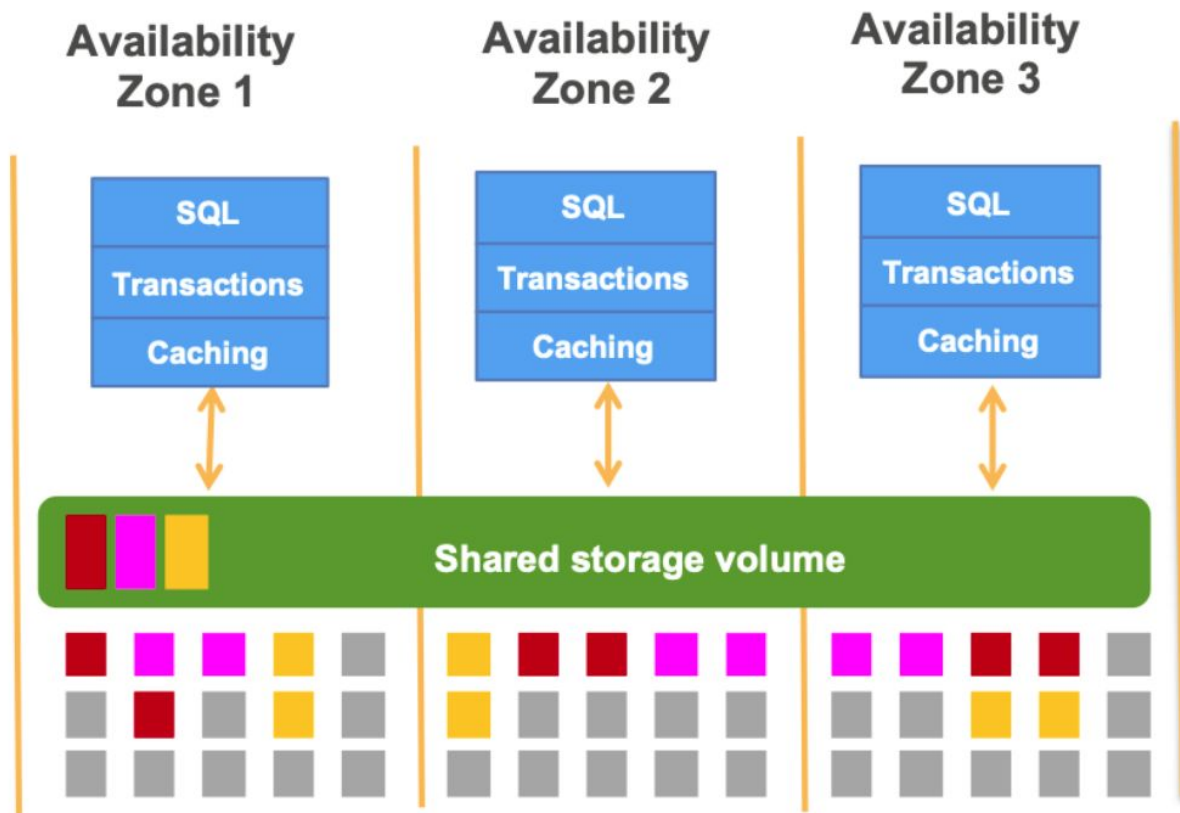 Availability
Zone 1
Availability
Zone 2
Availability
Zone 3
SQL
Transactions
Caching
SQL
Transactions
Caching
SQL
Transactions
Caching
Shared storage volume